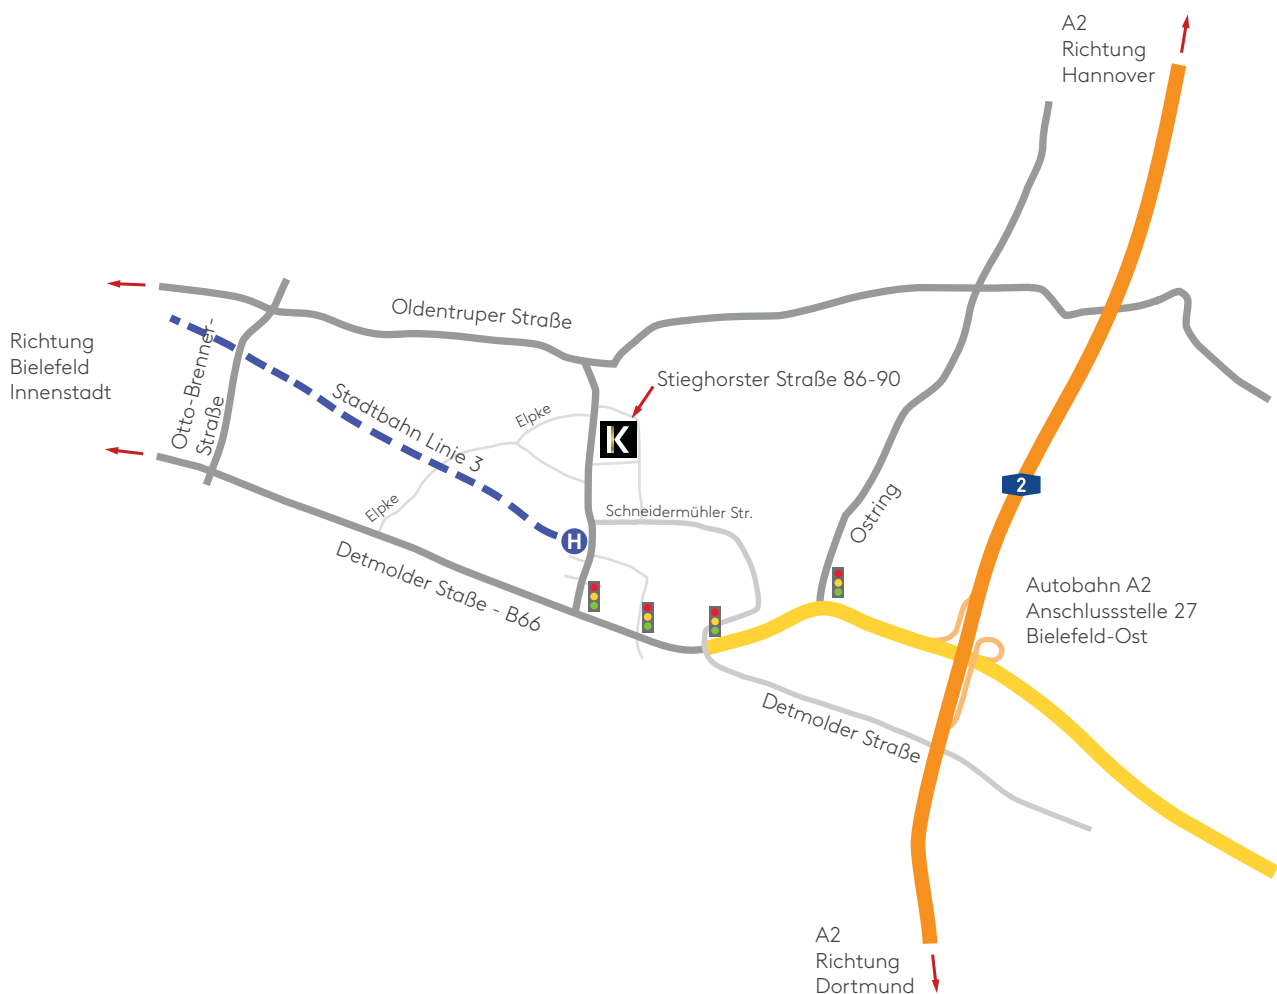 A2
Richtung
Hannover
Oldentruper Straße
Richtung
Bielefeld
Innenstadt
Otto-Brenner-
Straße
Stadtbahn Linie 3
Stieghorster Straße 86-90
Elpke
K
Elpke
2
Schneidermühler Str.
Ostring
H
Detmolder Staße - B66
Autobahn A2
Anschlussstelle 27
Bielefeld-Ost
Detmolder Straße
A2
Richtung
Dortmund